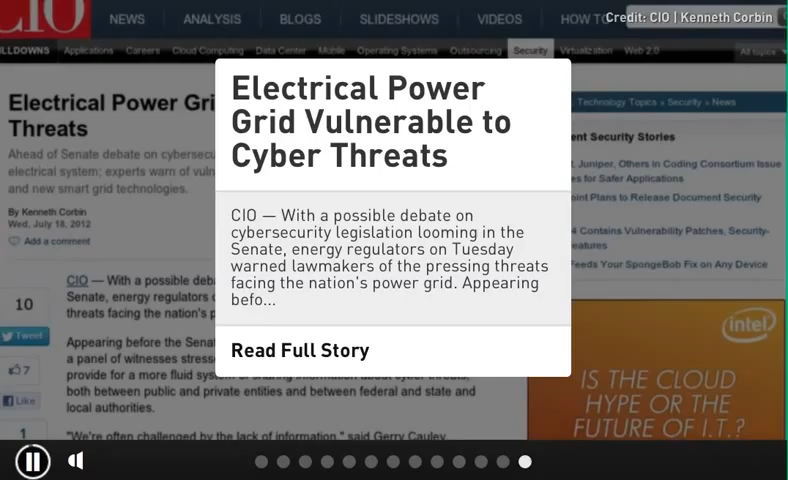 CIO
NEWS ANALYSIS BLOGS SLIDESHOWS VIDEOS HOW TO
Credit: CIO | Kenneth Corbin
LLDOWNS Applications Careers Cloud Computing Data Center Mobile Operating Systems Outsourcing Security Virtualization Web 2.0 All topics
Electrical Power Gri
Threats
Ahead of Senate debate on cybersecu
electrical system; experts warn of vuln
and new smart grid technologies.
By Kenneth Corbin
Wed, July 18, 2012
Add a comment
CIO — With a possible deba
Senate, energy regulators o
threats facing the nation's p
Appearing before the Senat
a panel of witnesses stress
provide for a more fluid system of sharing information about cyber threats,
both between public and private entities and between federal and state and
local authorities.
"We're often challenged by the lack of information," said Gerry Cauley,
10
Tweet
7
Like
1
Electrical Power
Grid Vulnerable to
Cyber Threats
CIO — With a possible debate on
cybersecurity legislation looming in the
Senate, energy regulators on Tuesday
warned lawmakers of the pressing threats
facing the nation's power grid. Appearing
befo...
Read Full Story
Technology Topics » Security » News
ent Security Stories
, Juniper, Others in Coding Consortium Issue
es for Safer Applications
oint Plans to Release Document Security
4 Contains Vulnerability Patches, Security-
eatures
Feeds Your SpongeBob Fix on Any Device
intel
IS THE CLOUD
HYPE OR THE
FUTURE OF I.T.?